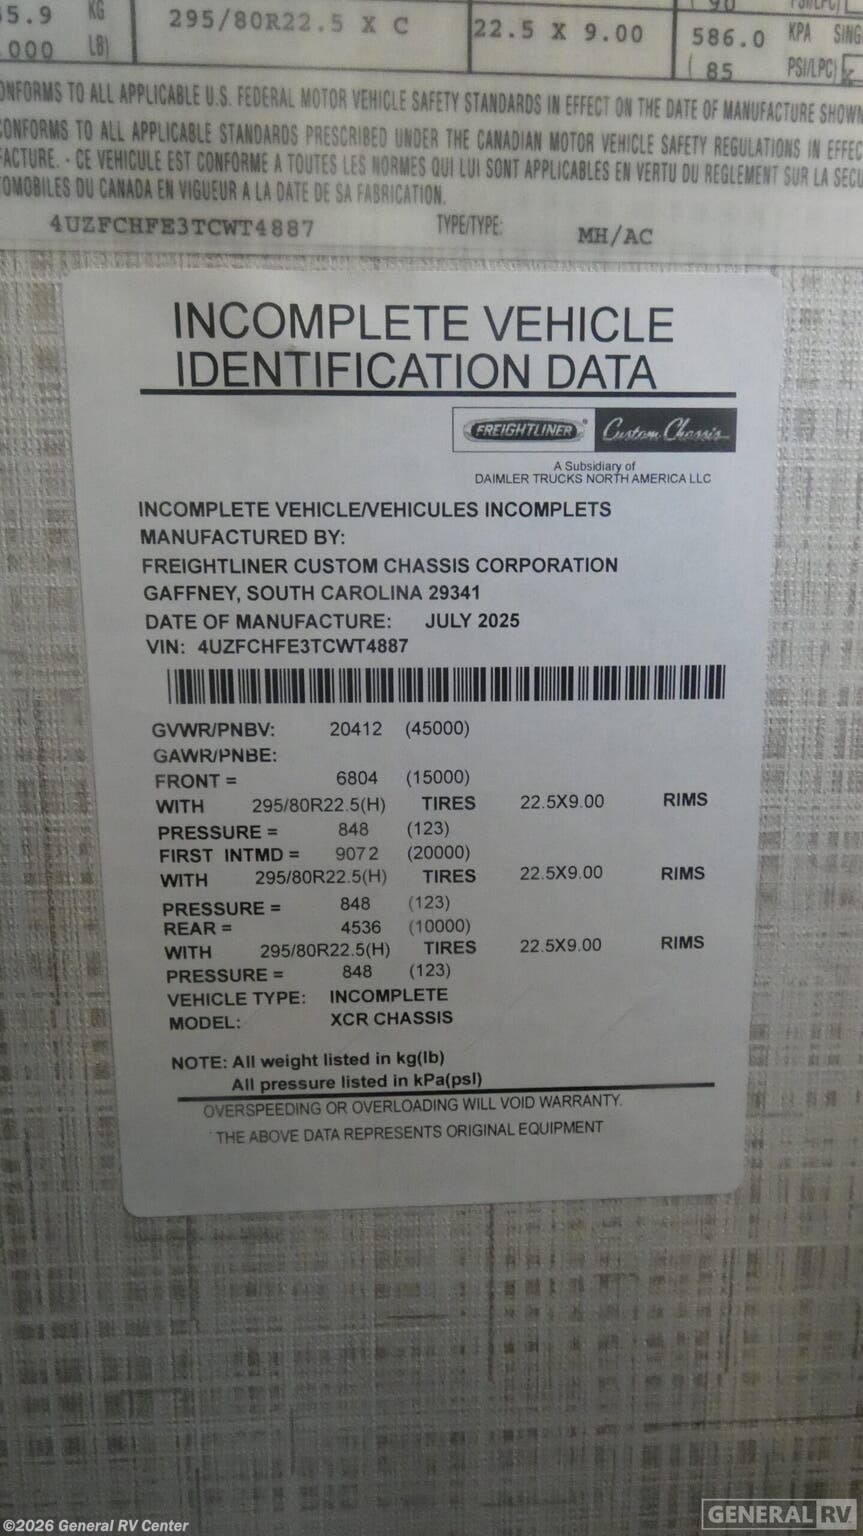 5.9 KG 295/80R22.5 X C 22.5 X 9.00 586.0 KPA SING
000 LB) ( 85 PSI/LPC)
ONFORMS TO ALL APPLICABLE U.S. FEDERAL MOTOR VEHICLE SAFETY STANDARDS IN EFFECT ON THE DATE OF MANUFACTURE SHOWN
CONFORMS TO ALL APPLICABLE STANDARDS PRESCRIBED UNDER THE CANADIAN MOTOR VEHICLE SAFETY REGULATIONS IN EFFEC
FACTURE. - CE VEHICULE EST CONFORME A TOUTES LES NORMES QUI LUI SONT APPLICABLES EN VERTU DU REGLEMENT SUR LA SECU
TOMOBILES DU CANADA EN VIGUEUR A LA DATE DE SA FABRICATION.
4UZFCHFE3TCWT4887 TYPE/TYPE: MH/AC
INCOMPLETE VEHICLE
IDENTIFICATION DATA
FREIGHTLINER Custom Chassis
A Subsidiary of
DAIMLER TRUCKS NORTH AMERICA LLC
INCOMPLETE VEHICLE/VEHICULES INCOMPLETS
MANUFACTURED BY:
FREIGHTLINER CUSTOM CHASSIS CORPORATION
GAFFNEY, SOUTH CAROLINA 29341
DATE OF MANUFACTURE: JULY 2025
VIN: 4UZFCHFE3TCWT4887
GVWR/PNBV: 20412 (45000)
GAWR/PNBE:
FRONT = 6804 (15000)
WITH 295/80R22.5(H) TIRES 22.5X9.00 RIMS
PRESSURE = 848 (123)
FIRST INTMD = 9072 (20000)
WITH 295/80R22.5(H) TIRES 22.5X9.00 RIMS
PRESSURE = 848 (123)
REAR = 4536 (10000)
WITH 295/80R22.5(H) TIRES 22.5X9.00 RIMS
PRESSURE = 848 (123)
VEHICLE TYPE: INCOMPLETE
MODEL: XCR CHASSIS
NOTE: All weight listed in kg(lb)
All pressure listed in kPa(psi)
OVERSPEEDING OR OVERLOADING WILL VOID WARRANTY.
THE ABOVE DATA REPRESENTS ORIGINAL EQUIPMENT
©2026 General RV Center
GENERAL RV